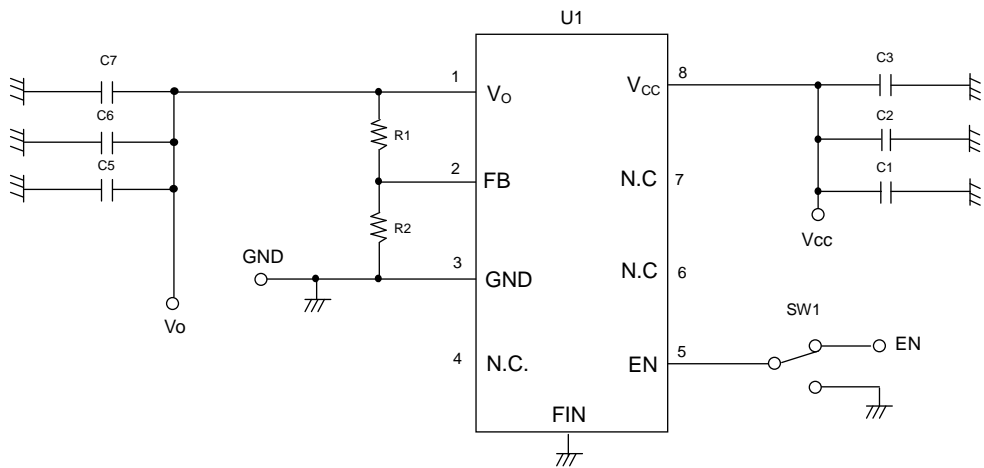 U1
C7
C6
C5
1
2
3
4
R1
R2
GND
Vo
VO
FB
GND
N.C.
FIN
VCC
N.C
N.C
EN
8
7
6
5
C3
C2
C1
Vcc
SW1
EN